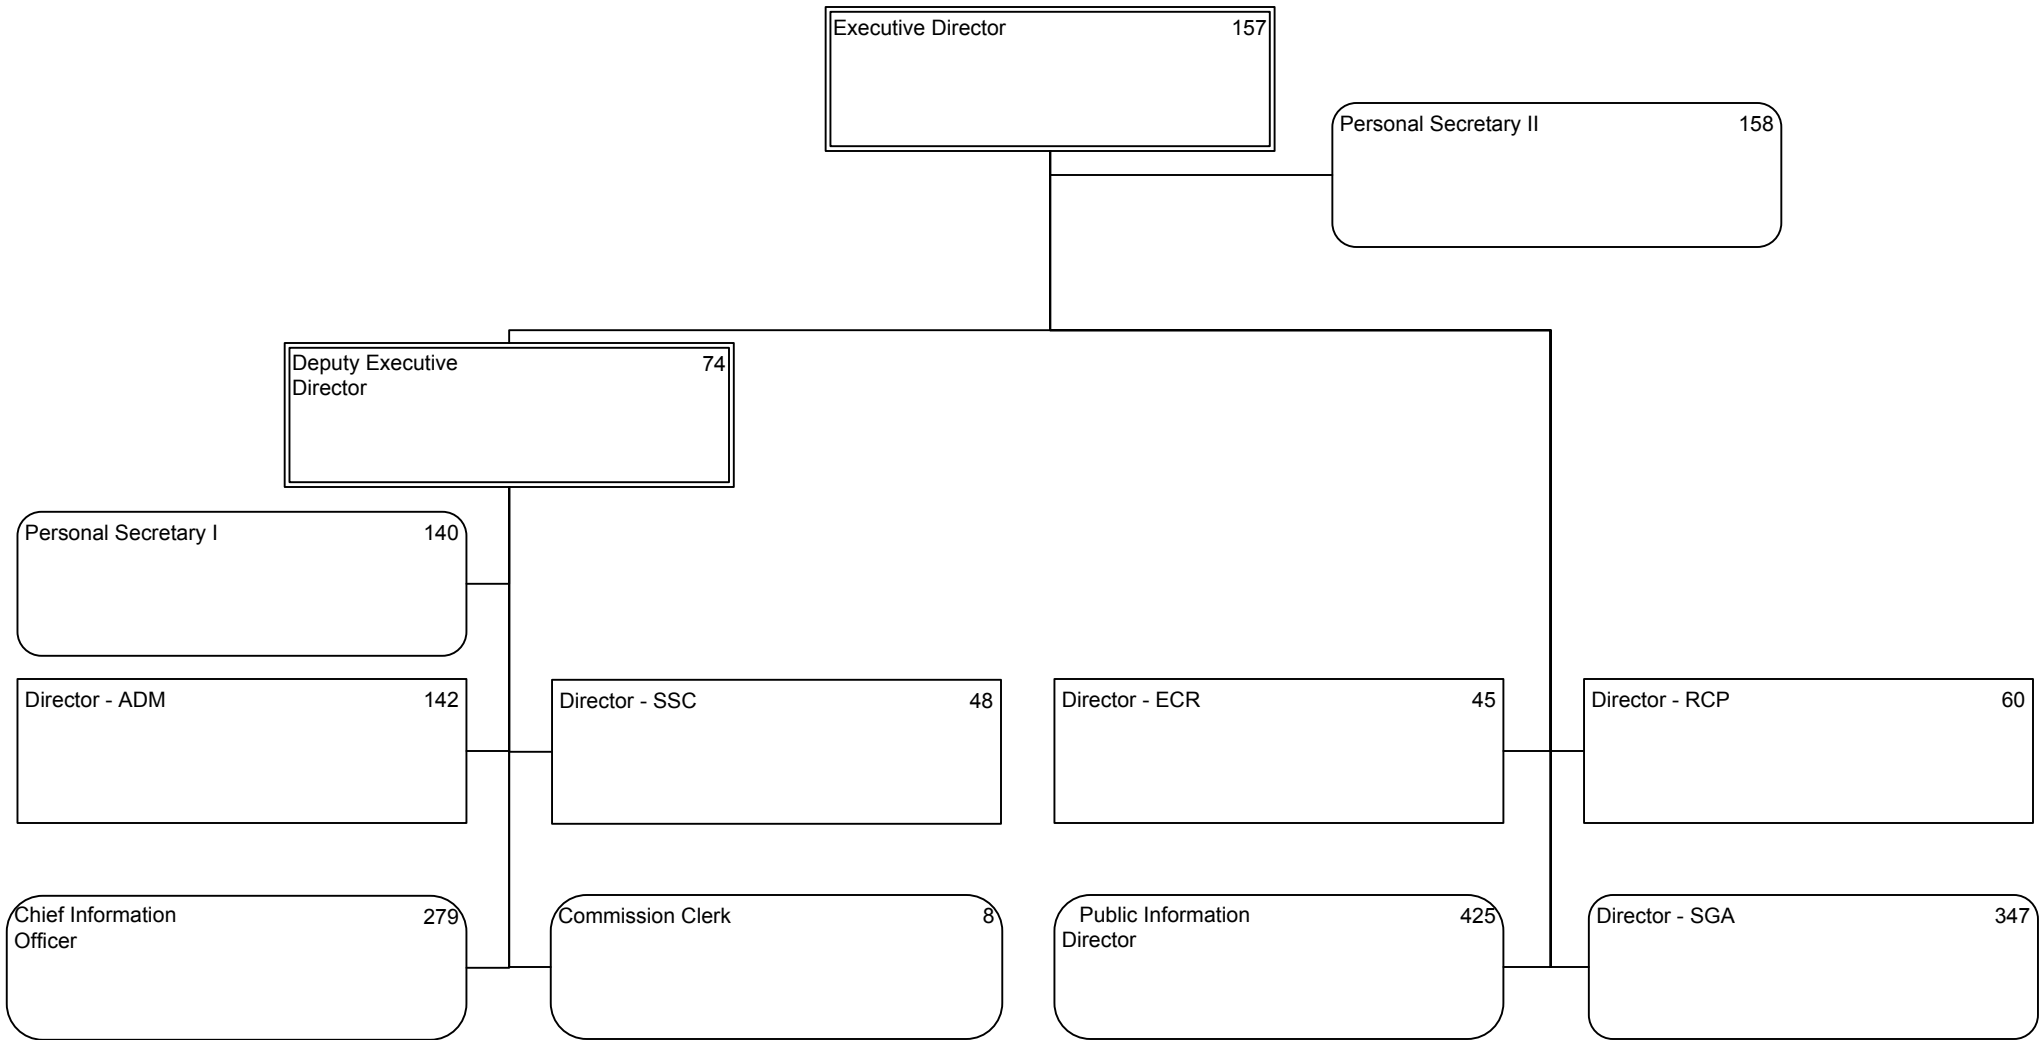 Executive Director 157
Personal Secretary II 158
Deputy Executive 74
Director
Personal Secretary I 140
Director - ADM 142
Director - SSC 48
Director - ECR 45
Director - RCP 60
Chief Information 279
Officer
Commission Clerk 8
Public Information 425
Director
Director - SGA 347